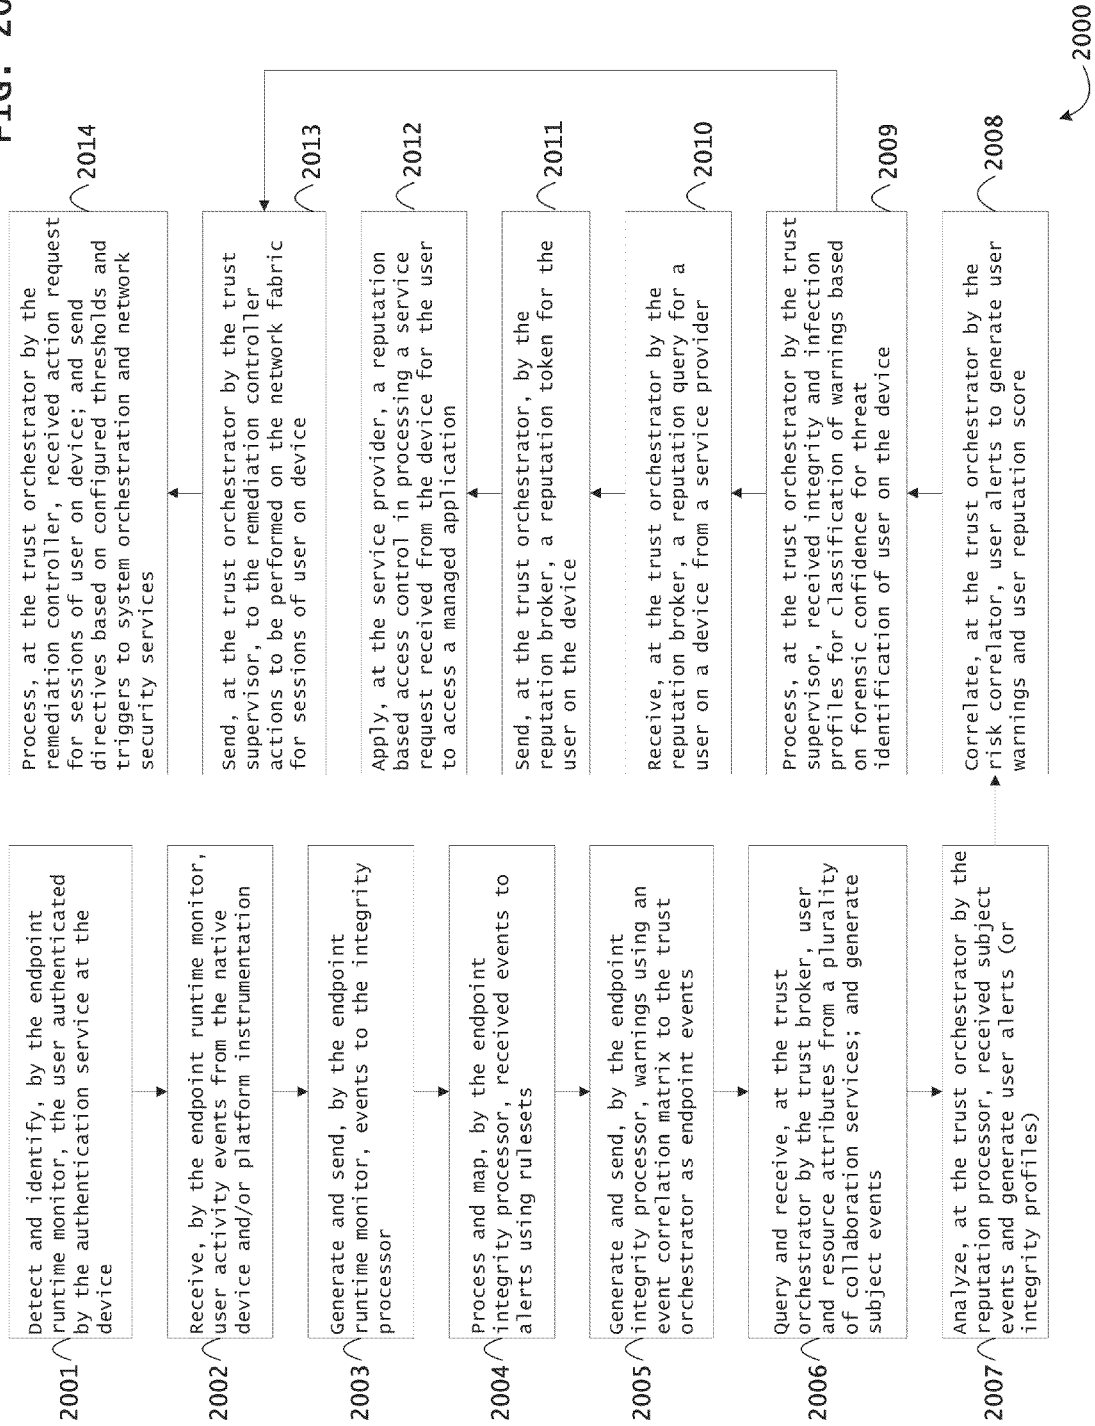 FIG. 20
2001
Detect and identify, by the endpoint
runtime monitor, the user authenticated
by the authentication service at the
device
2002
Receive, by the endpoint runtime monitor,
user activity events from the native
device and/or platform instrumentation
2003
Generate and send, by the endpoint
runtime monitor, events to the integrity
processor
2004
Process and map, by the endpoint
integrity processor, received events to
alerts using rulesets
2005
Generate and send, by the endpoint
integrity processor, warnings using an
event correlation matrix to the trust
orchestrator as endpoint events
2006
Query and receive, at the trust
orchestrator by the trust broker, user
and resource attributes from a plurality
of collaboration services; and generate
subject events
2007
Analyze, at the trust orchestrator by the
reputation processor, received subject
events and generate user alerts (or
integrity profiles)
2008
Correlate, at the trust orchestrator by the
risk correlator, user alerts to generate user
warnings and user reputation score
2009
Process, at the trust orchestrator by the trust
supervisor, received integrity and infection
profiles for classification of warnings based
on forensic confidence for threat
identification of user on the device
2010
Receive, at the trust orchestrator by the
reputation broker, a reputation query for a
user on a device from a service provider
2011
Send, at the trust orchestrator, by the
reputation broker, a reputation token for the
user on the device
2012
Apply, at the service provider, a reputation
based access control in processing a service
request received from the device for the user
to access a managed application
2013
Send, at the trust orchestrator by the trust
supervisor, to the remediation controller
actions to be performed on the network fabric
for sessions of user on device
2014
Process, at the trust orchestrator by the
remediation controller, received action request
for sessions of user on device; and send
directives based on configured thresholds and
triggers to system orchestration and network
security services
2000